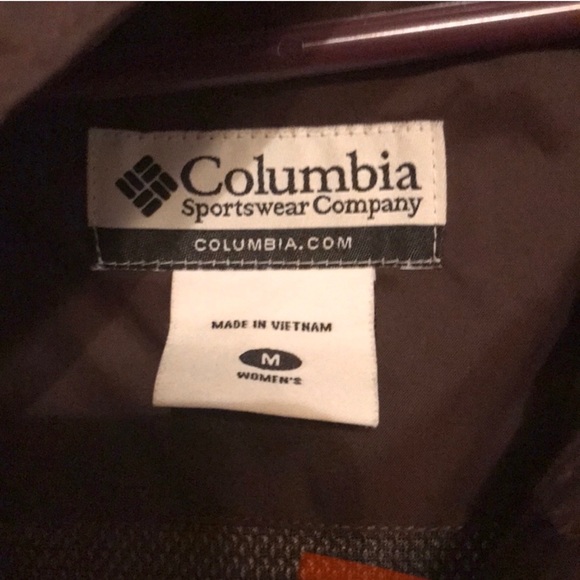 Columbia
Sportswear Company
COLUMBIA.COM
MADE IN VIETNAM
M
WOMEN'S